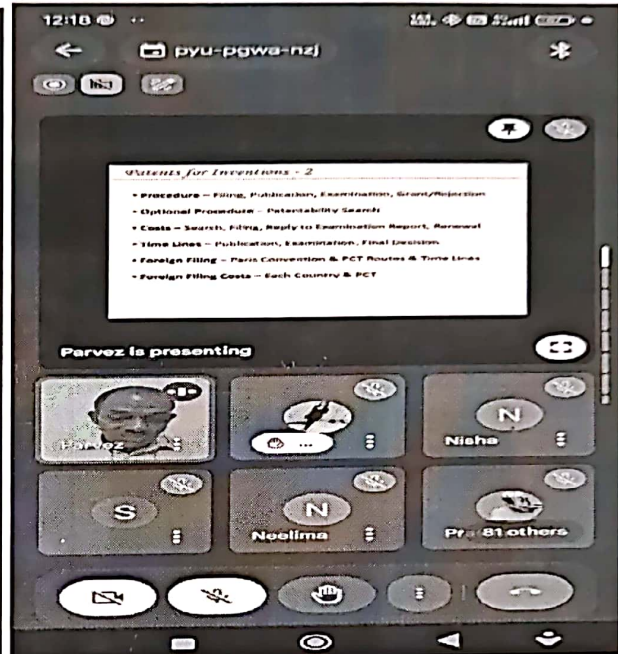 12:18
pyu-pgwa-nzj
Patents for Inventions - 2
• Procedure – Filing, Publication, Examination, Grant/Rejection
• Optional Procedure – Patentability Search
• Costs – Search, Filing, Reply to Examination Report, Renewal
• Time Lines – Publication, Examination, Final Decision
• Foreign Filing – Paris Convention & PCT Routes & Time Lines
• Foreign Filing Costs – Each Country & PCT
Parvez is presenting
Parvez
N
Nisha
S
N
Neelima
81 others